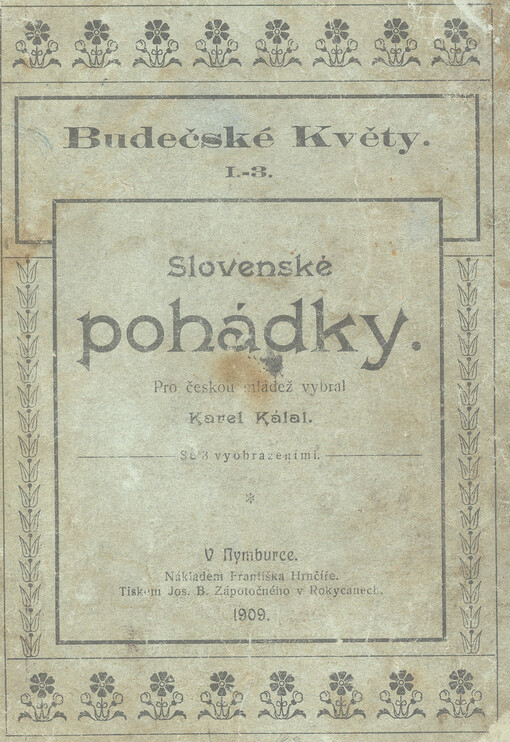 Budečské Květy.
I.-3.
Slovenské
pohádky.
Pro českou mládež vybral
Karel Kálal.
Se 3 vyobrazeními.
*
V Nymburce.
Nákladem Františka Hrnčíře.
Tiskem Jos. B. Zápotočného v Rokycanech.
1909.